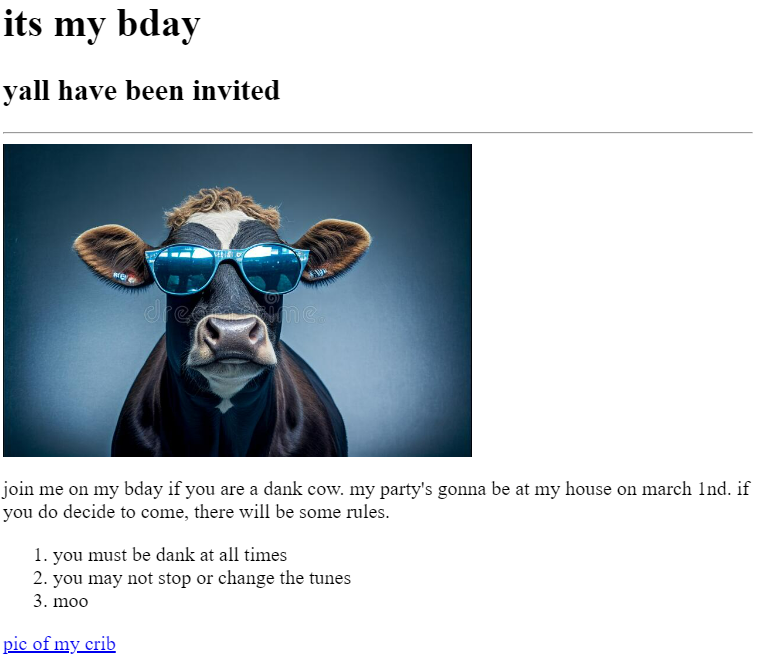 its my bday
yall have been invited
dreamstime
join me on my bday if you are a dank cow. my party's gonna be at my house on march 1nd. if
you do decide to come, there will be some rules.
1. you must be dank at all times
2. you may not stop or change the tunes
3. moo
pic of my crib